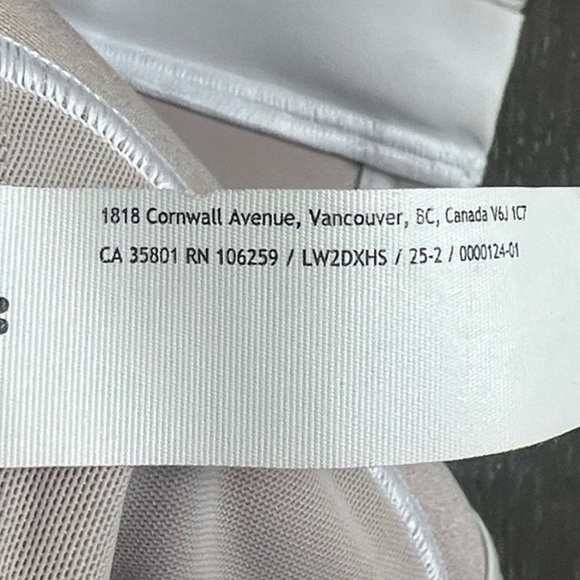 1818 Cornwall Avenue, Vancouver, BC, Canada V6J 1C7
CA 35801 RN 106259 / LW2DXHS / 25-2 / 0000124-01